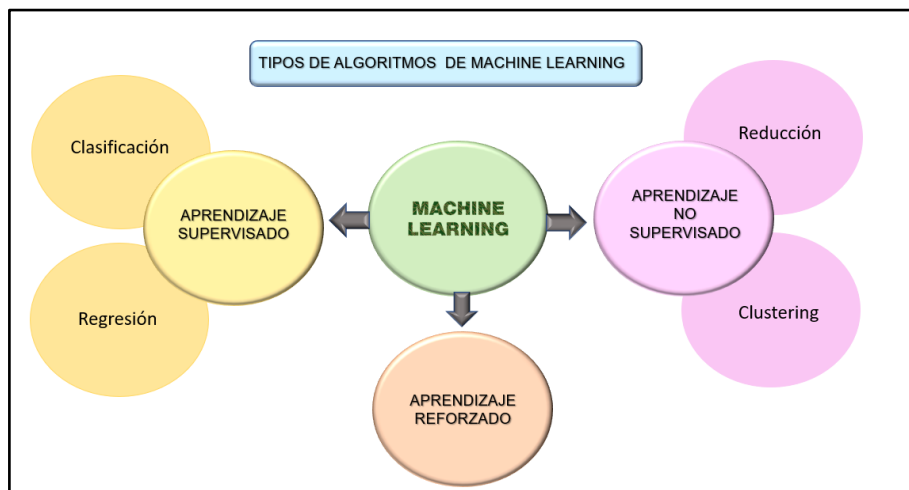 TIPOS DE ALGORITMOS DE MACHINE LEARNING
Clasificación
Reducción
APRENDIZAJE
SUPERVISADO
MACHINE
LEARNING
APRENDIZAJE
NO
SUPERVISADO
Regresión
Clustering
APRENDIZAJE
REFORZADO